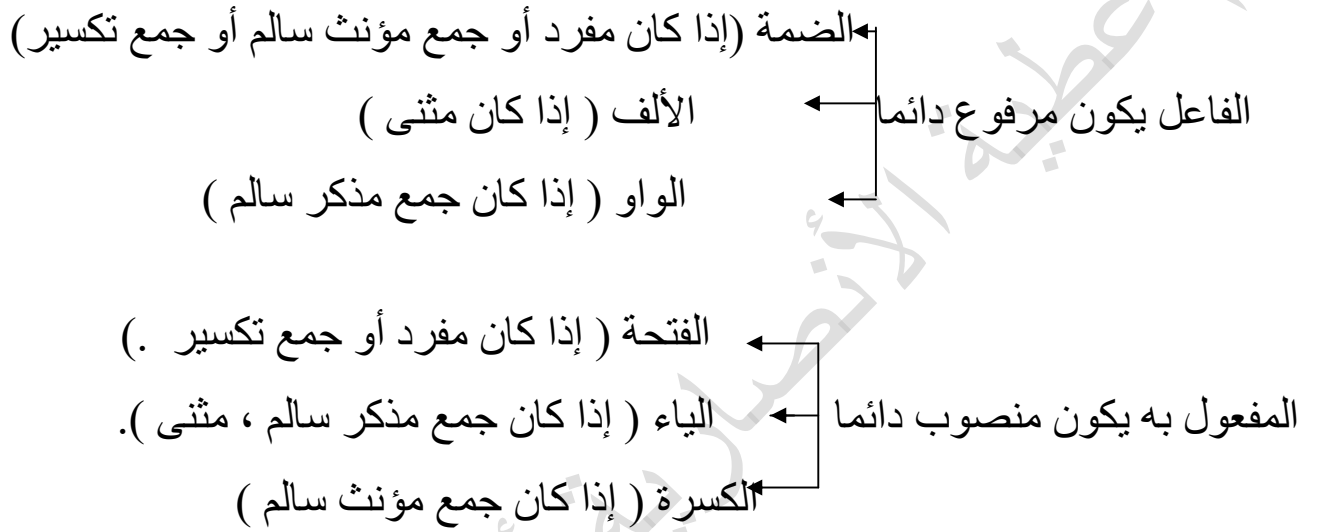 الضمة (إذا كان مفرد أو جمع مؤنث سالم أو جمع تكسير)
الفاعل يكون مرفوع دائما
الألف ( إذا كان مثنى )
الواو ( إذا كان جمع مذكر سالم )
الفتحة ( إذا كان مفرد أو جمع تكسير .)
المفعول به يكون منصوب دائما
الياء ( إذا كان جمع مذكر سالم ، مثنى ).
الكسرة ( إذا كان جمع مؤنث سالم )
عطية الأنصارية